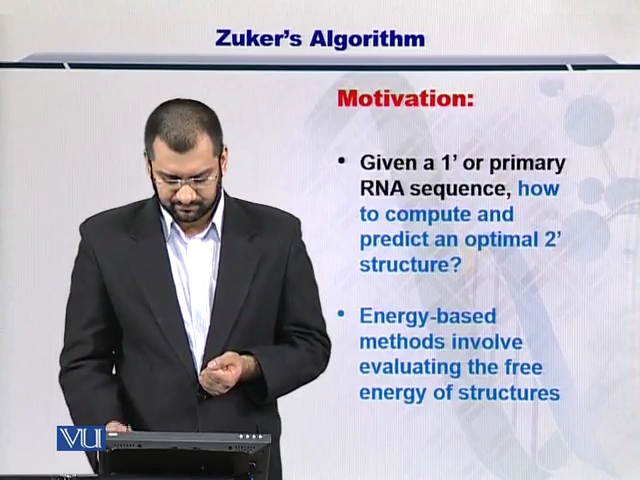 Zuker's Algorithm
Motivation:
• Given a 1' or primary
RNA sequence, how
to compute and
predict an optimal 2'
structure?
• Energy-based
methods involve
evaluating the free
energy of structures
VU